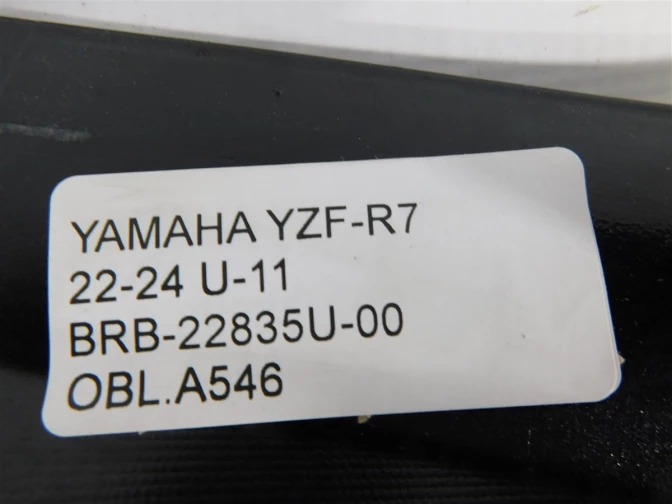 YAMAHA YZF-R7
22-24 U-11
BRB-22835U-00
OBL.A546